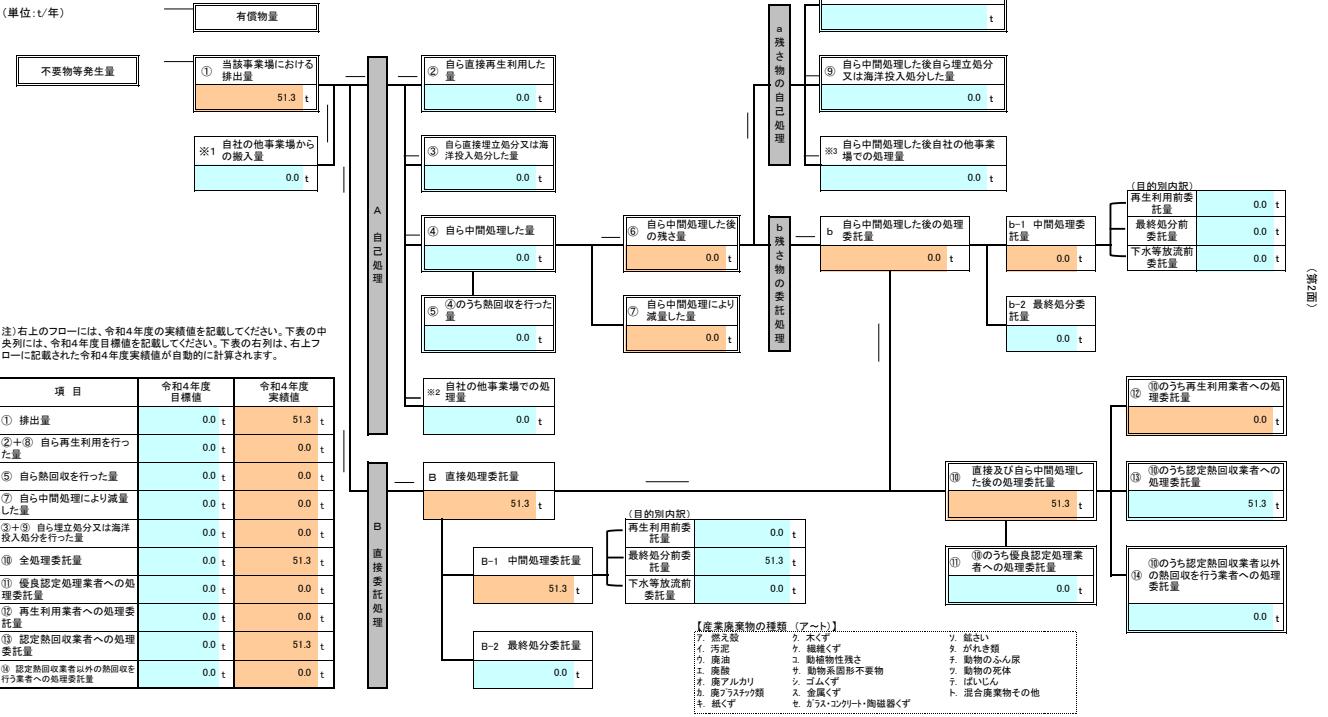 (単位:t/年)
有償物量
不要物等発生量
① 当該事業場における
排出量
51.3 t
※1 自社の他事業場から
の搬入量
0.0 t
A 自己処理
② 自ら直接再生利用した
量
0.0 t
③ 自ら直接埋立処分又は海
洋投入処分した量
0.0 t
④ 自ら中間処理した量
0.0 t
⑤ ④のうち熱回収を行った
量
0.0 t
※2 自社の他事業場での処
理量
0.0 t
⑥ 自ら中間処理した後
の残さ量
0.0 t
⑦ 自ら中間処理により
減量した量
0.0 t
a 残さ物の自己処理
t
⑨ 自ら中間処理した後自ら埋立処分
又は海洋投入処分した量
0.0 t
※3 自ら中間処理した後自社の他事業
場での処理量
0.0 t
b 残さ物の委託処理
b 自ら中間処理した後の処理
委託量
0.0 t
b-1 中間処理委
託量
0.0 t
(目的別内訳)
再生利用前委
託量
0.0 t
最終処分前
委託量
0.0 t
下水等放流前
委託量
0.0 t
b-2 最終処分委
託量
0.0 t
(第2面)
注)右上のフローには、令和4年度の実績値を記載してください。下表の中
央列には、令和4年度目標値を記載してください。下表の右列は、右上フ
ローに記載された令和4年度実績値が自動的に計算されます。
項 目 令和4年度 目標値 令和4年度 実績値
① 排出量 0.0 t 51.3 t
②+⑧ 自ら再生利用を行っ
た量 0.0 t 0.0 t
⑤ 自ら熱回収を行った量 0.0 t 0.0 t
⑦ 自ら中間処理により減量
した量 0.0 t 0.0 t
③+⑨ 自ら埋立処分又は海洋
投入処分を行った量 0.0 t 0.0 t
⑩ 全処理委託量 0.0 t 51.3 t
⑪ 優良認定処理業者への処
理委託量 0.0 t 0.0 t
⑫ 再生利用業者への処理委
託量 0.0 t 0.0 t
⑬ 認定熱回収業者への処理
委託量 0.0 t 51.3 t
⑭ 認定熱回収業者以外の熱回収を
行う業者への処理委託量 0.0 t 0.0 t
B 直接委託処理
B 直接処理委託量
51.3 t
B-1 中間処理委託量
51.3 t
(目的別内訳)
再生利用前委
託量
0.0 t
最終処分前委
託量
51.3 t
下水等放流前
委託量
0.0 t
B-2 最終処分委託量
0.0 t
⑩ 直接及び自ら中間処理し
た後の処理委託量
51.3 t
⑪ ⑩のうち優良認定処理業
者への処理委託量
0.0 t
⑫ ⑩のうち再生利用業者への処
理委託量
0.0 t
⑬ ⑩のうち認定熱回収業者への
処理委託量
51.3 t
⑭ ⑩のうち認定熱回収業者以外
の熱回収を行う業者への処理
委託量
0.0 t
【産業廃棄物の種類 (ア~ト)】
ア. 燃え殻 ク. 木くず ソ. 鉱さい
イ. 汚泥 ケ. 繊維くず タ. がれき類
ウ. 廃油 コ. 動植物性残さ チ. 動物のふん尿
エ. 廃酸 サ. 動物系固形不要物 ツ. 動物の死体
オ. 廃アルカリ シ. ゴムくず テ. ばいじん
カ. 廃プラスチック類 ス. 金属くず ト. 混合廃棄物その他
キ. 紙くず セ. ガラス・コンクリート・陶磁器くず